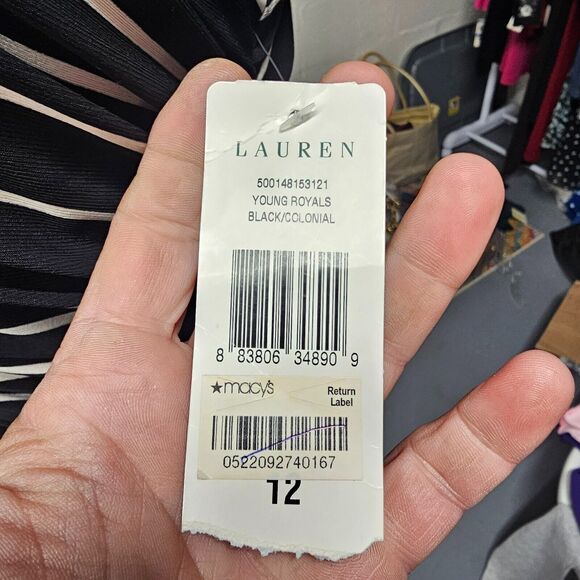 LAUREN
500148153121
YOUNG ROYALS
BLACK/COLONIAL
8 83806 34890 9
★macy's
Return
Label
0522092740167
12